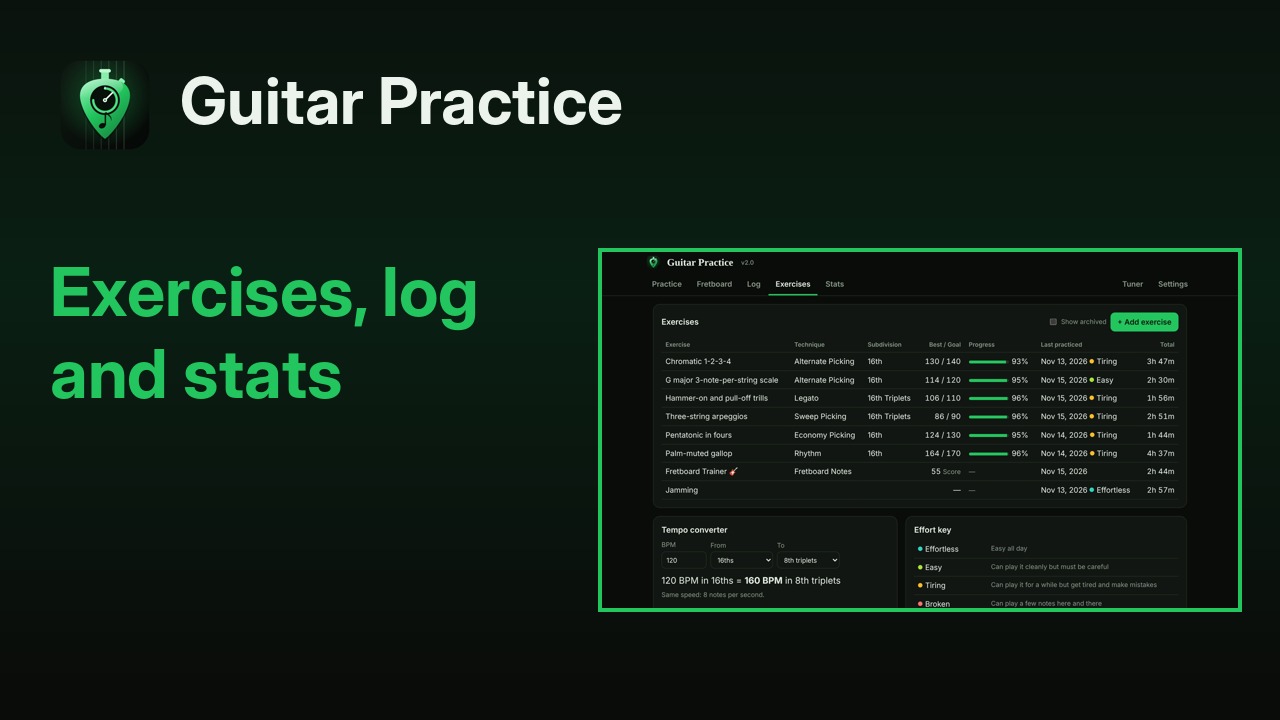 Guitar Practice
Exercises, log
and stats
Guitar Practice v2.0
Practice Fretboard Log Exercises Stats Tuner Settings
Exercises Show archived + Add exercise
Exercise Technique Subdivision Best / Goal Progress Last practiced Total
Chromatic 1-2-3-4 Alternate Picking 16th 130 / 140 93% Nov 13, 2026 Tiring 3h 47m
G major 3-note-per-string scale Alternate Picking 16th 114 / 120 95% Nov 15, 2026 Easy 2h 30m
Hammer-on and pull-off trills Legato 16th Triplets 106 / 110 96% Nov 15, 2026 Tiring 1h 56m
Three-string arpeggios Sweep Picking 16th Triplets 86 / 90 96% Nov 15, 2026 Tiring 2h 51m
Pentatonic in fours Economy Picking 16th 124 / 130 95% Nov 14, 2026 Tiring 1h 44m
Palm-muted gallop Rhythm 16th 164 / 170 96% Nov 14, 2026 Tiring 4h 37m
Fretboard Trainer 🎸 Fretboard Notes 55 Score — Nov 15, 2026 2h 44m
Jamming — — Nov 13, 2026 Effortless 2h 57m
Tempo converter
BPM From To
120 16ths 8th triplets
120 BPM in 16ths = 160 BPM in 8th triplets
Same speed: 8 notes per second.
Effort key
Effortless Easy all day
Easy Can play it cleanly but must be careful
Tiring Can play it for a while but get tired and make mistakes
Broken Can play a few notes here and there